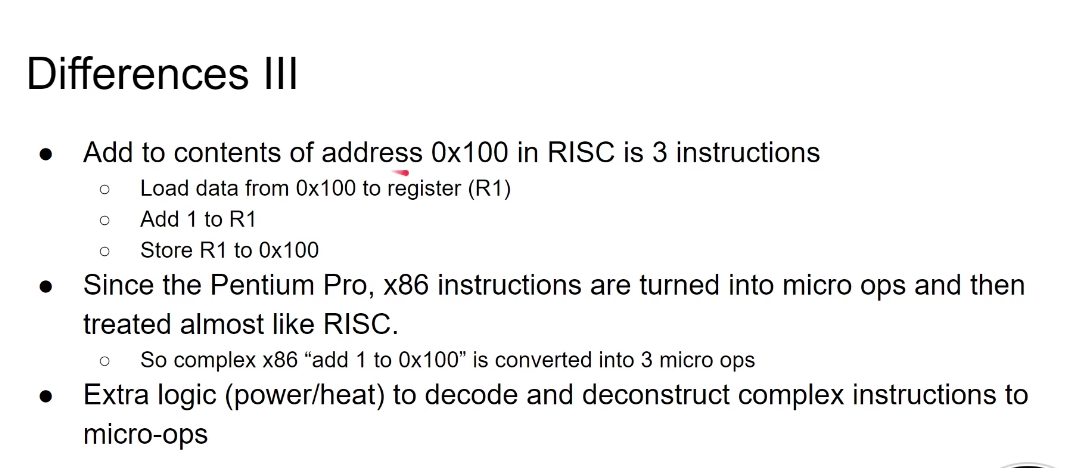 Differences III
● Add to contents of address 0x100 in RISC is 3 instructions
○ Load data from 0x100 to register (R1)
○ Add 1 to R1
○ Store R1 to 0x100
● Since the Pentium Pro, x86 instructions are turned into micro ops and then
treated almost like RISC.
○ So complex x86 “add 1 to 0x100” is converted into 3 micro ops
● Extra logic (power/heat) to decode and deconstruct complex instructions to
micro-ops